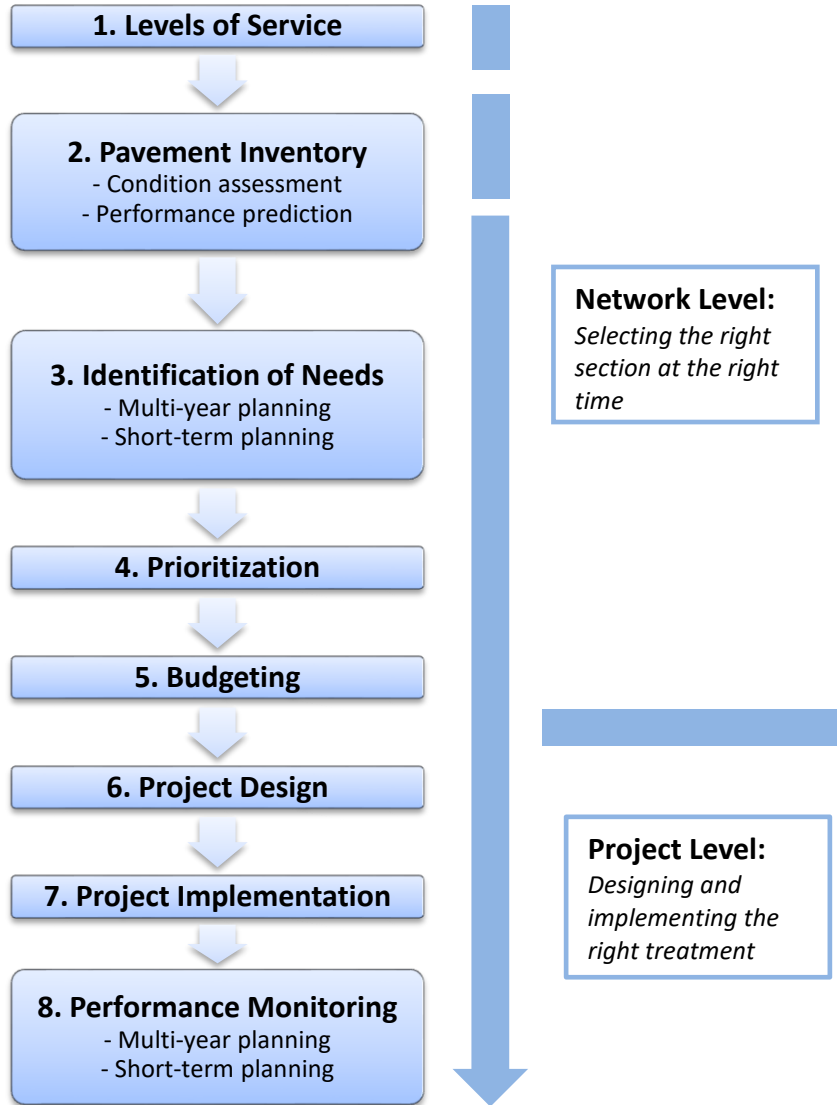 1. Levels of Service
2. Pavement Inventory
- Condition assessment
- Performance prediction
3. Identification of Needs
- Multi-year planning
- Short-term planning
4. Prioritization
5. Budgeting
6. Project Design
7. Project Implementation
8. Performance Monitoring
- Multi-year planning
- Short-term planning
Network Level:
Selecting the right
section at the right
time
Project Level:
Designing and
implementing the
right treatment